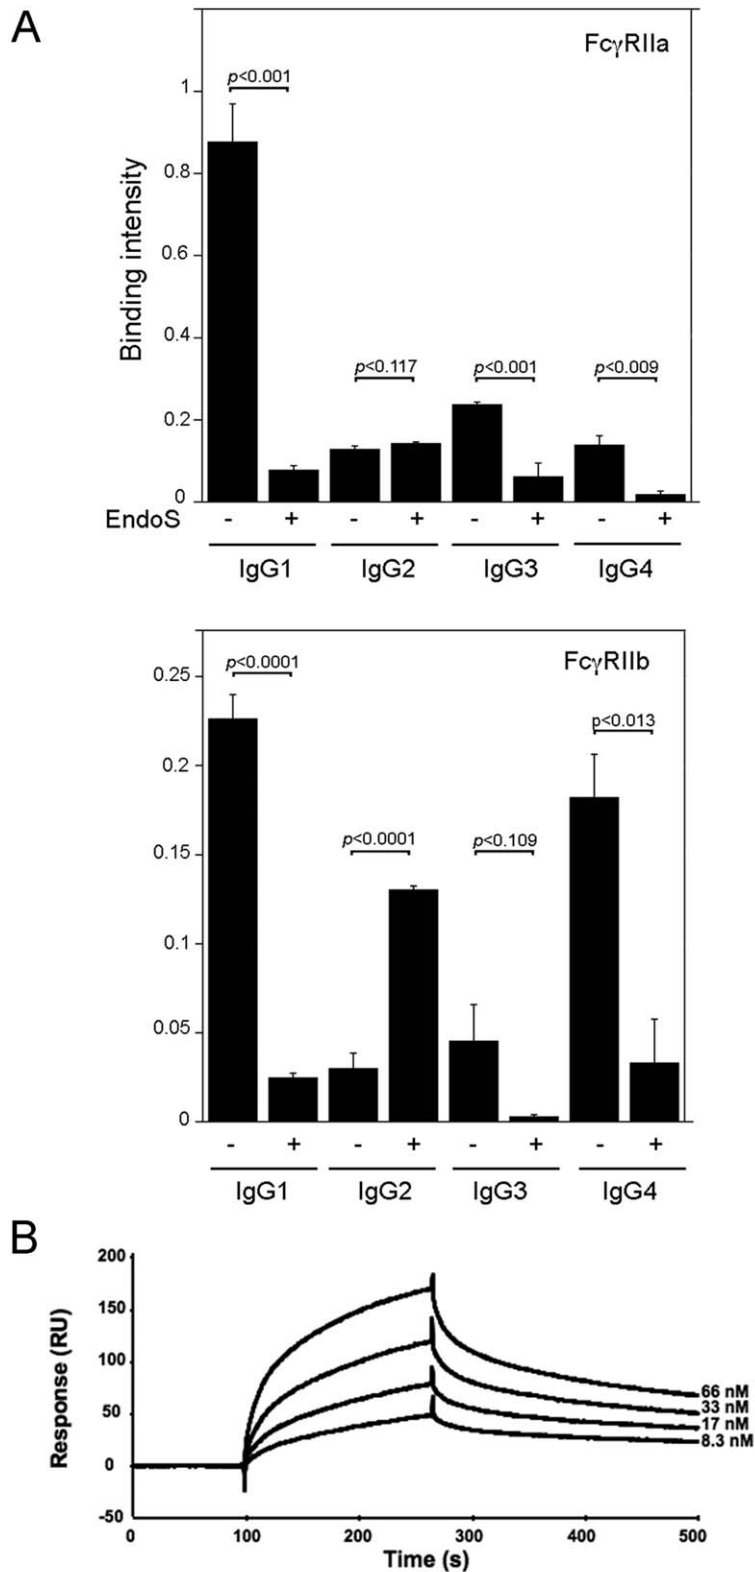 A
FcγRIIa
p<0.001
1
0.8
Binding intensity
0.6
0.4
p<0.117 p<0.001 p<0.009
0.2
0
EndoS - + - + - + - +
IgG1 IgG2 IgG3 IgG4
FcγRIIb
p<0.0001
0.25
p<0.013
0.2
p<0.0001 p<0.109
0.15
0.1
0.05
0
- + - + - + - +
IgG1 IgG2 IgG3 IgG4
B
200
150
Response (RU)
100
66 nM
33 nM
50
17 nM
8.3 nM
0
-50
0 100 200 300 400 500
Time (s)